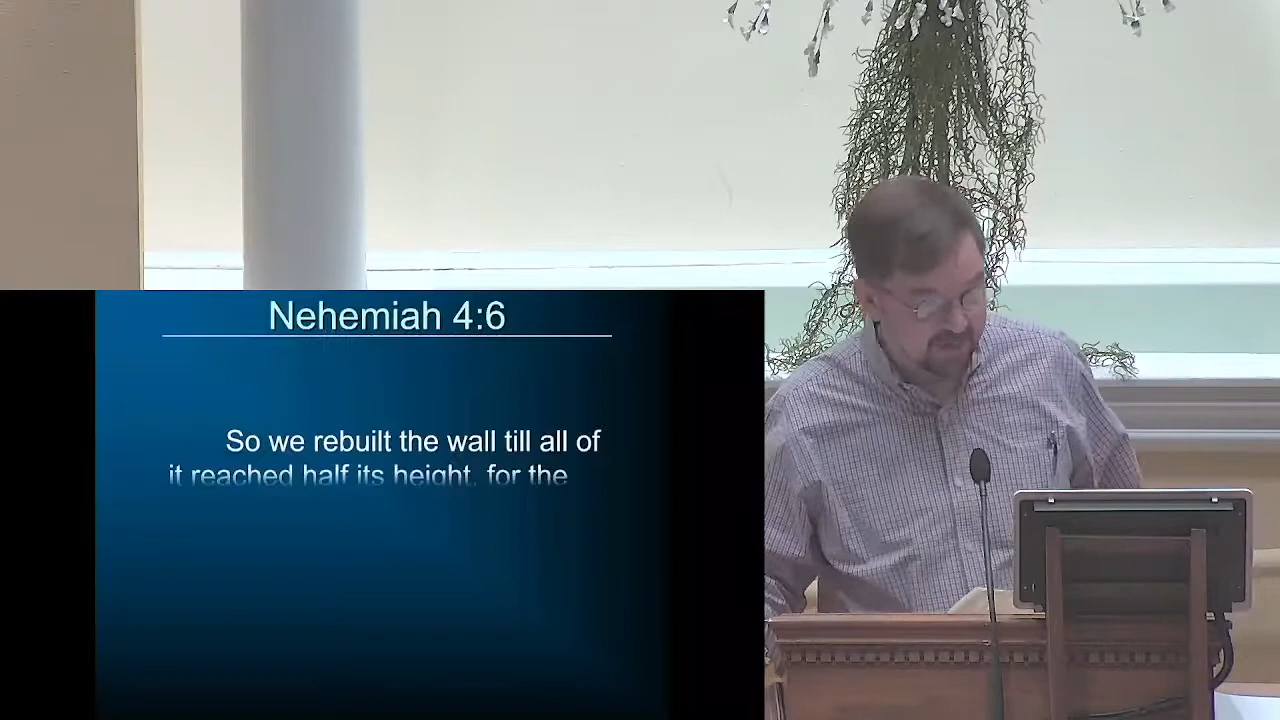 Nehemiah 4:6
So we rebuilt the wall till all of
it reached half its height, for the